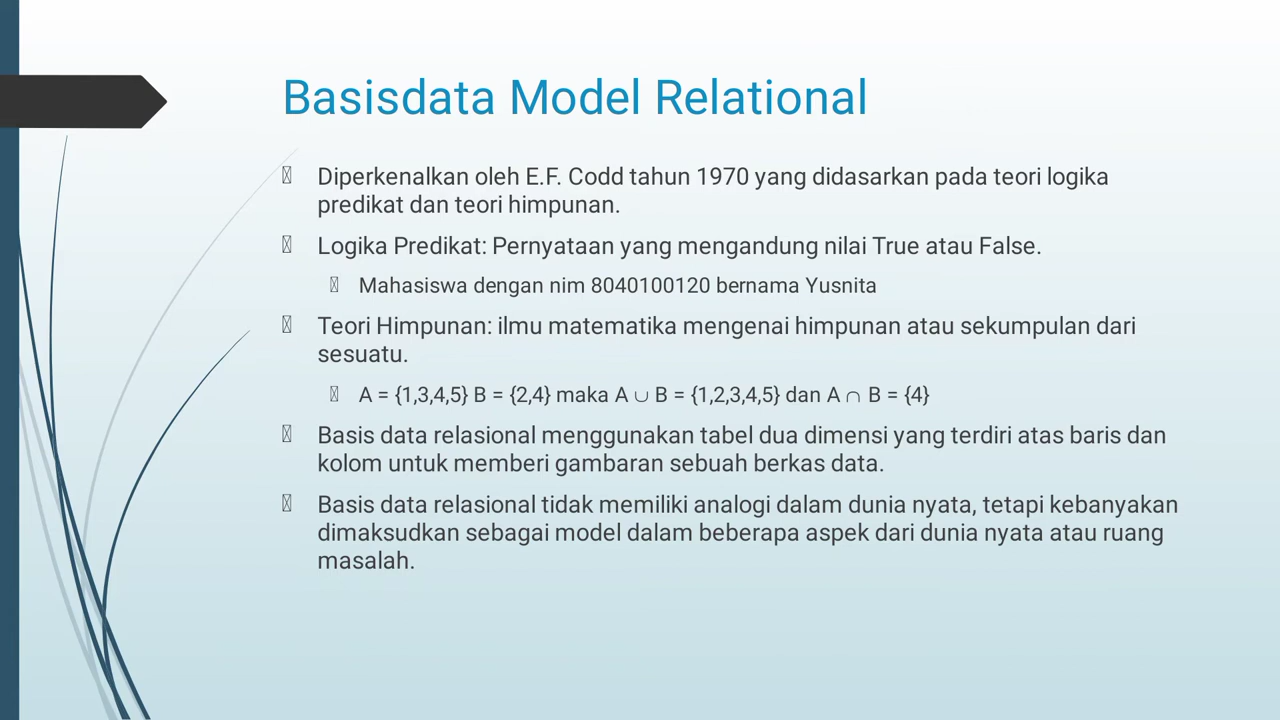 Basisdata Model Relational
Diperkenalkan oleh E.F. Codd tahun 1970 yang didasarkan pada teori logika
predikat dan teori himpunan.
Logika Predikat: Pernyataan yang mengandung nilai True atau False.
Mahasiswa dengan nim 8040100120 bernama Yusnita
Teori Himpunan: ilmu matematika mengenai himpunan atau sekumpulan dari
sesuatu.
A = {1,3,4,5} B = {2,4} maka A ∪ B = {1,2,3,4,5} dan A ∩ B = {4}
Basis data relasional menggunakan tabel dua dimensi yang terdiri atas baris dan
kolom untuk memberi gambaran sebuah berkas data.
Basis data relasional tidak memiliki analogi dalam dunia nyata, tetapi kebanyakan
dimaksudkan sebagai model dalam beberapa aspek dari dunia nyata atau ruang
masalah.